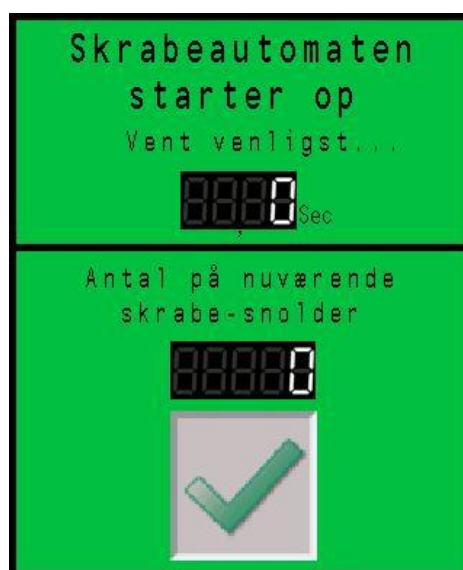 Skrabeautomaten
starter op
Vent venligst...
0 Sec
Antal på nuværende
skrabe-snolder
0